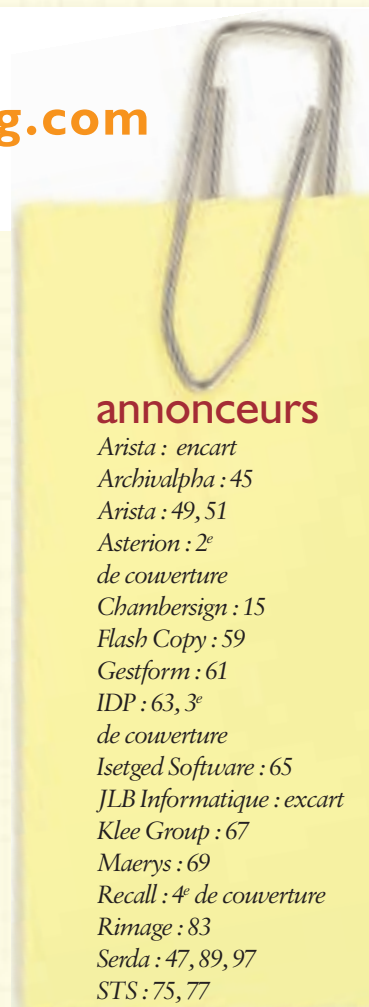 g.com
annonceurs
Arista : encart
Archivalpha : 45
Arista : 49, 51
Asterion : 2e
de couverture
Chambersign : 15
Flash Copy : 59
Gestform : 61
IDP : 63, 3e
de couverture
Isetged Software : 65
JLB Informatique : excart
Klee Group : 67
Maerys : 69
Recall : 4e de couverture
Rimage : 83
Serda : 47, 89, 97
STS : 75, 77